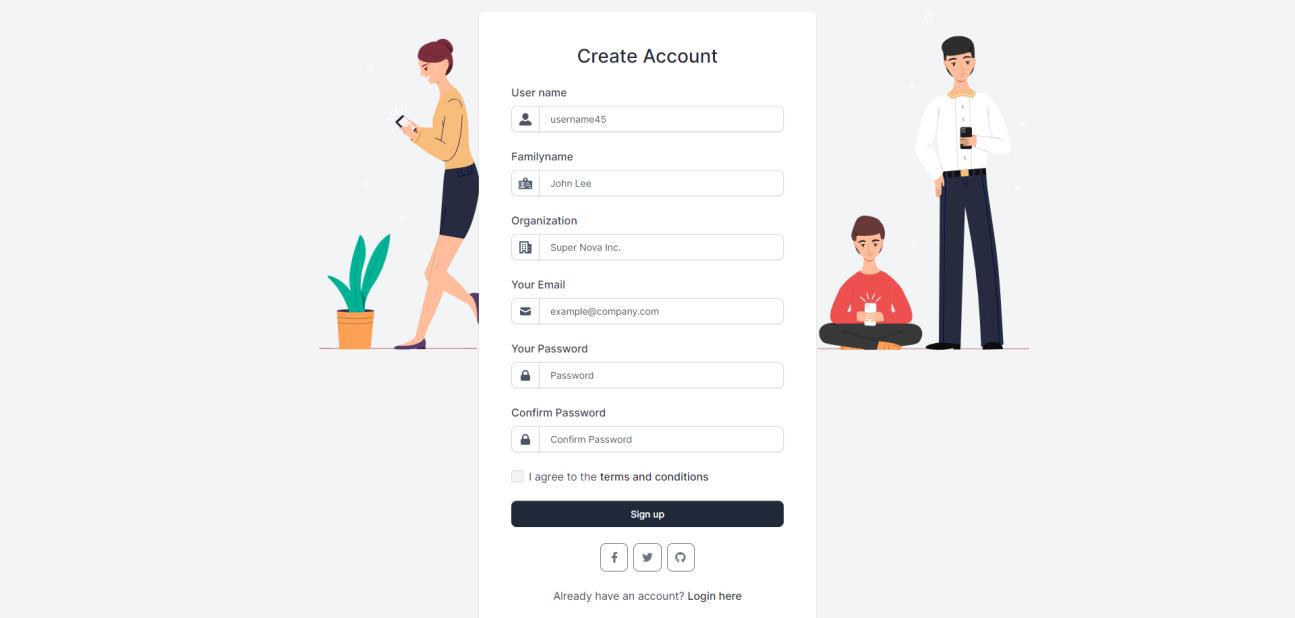 Create Account
User name
username45
Familyname
John Lee
Organization
Super Nova Inc.
Your Email
example@company.com
Your Password
Password
Confirm Password
Confirm Password
I agree to the terms and conditions
Sign up
Already have an account? Login here